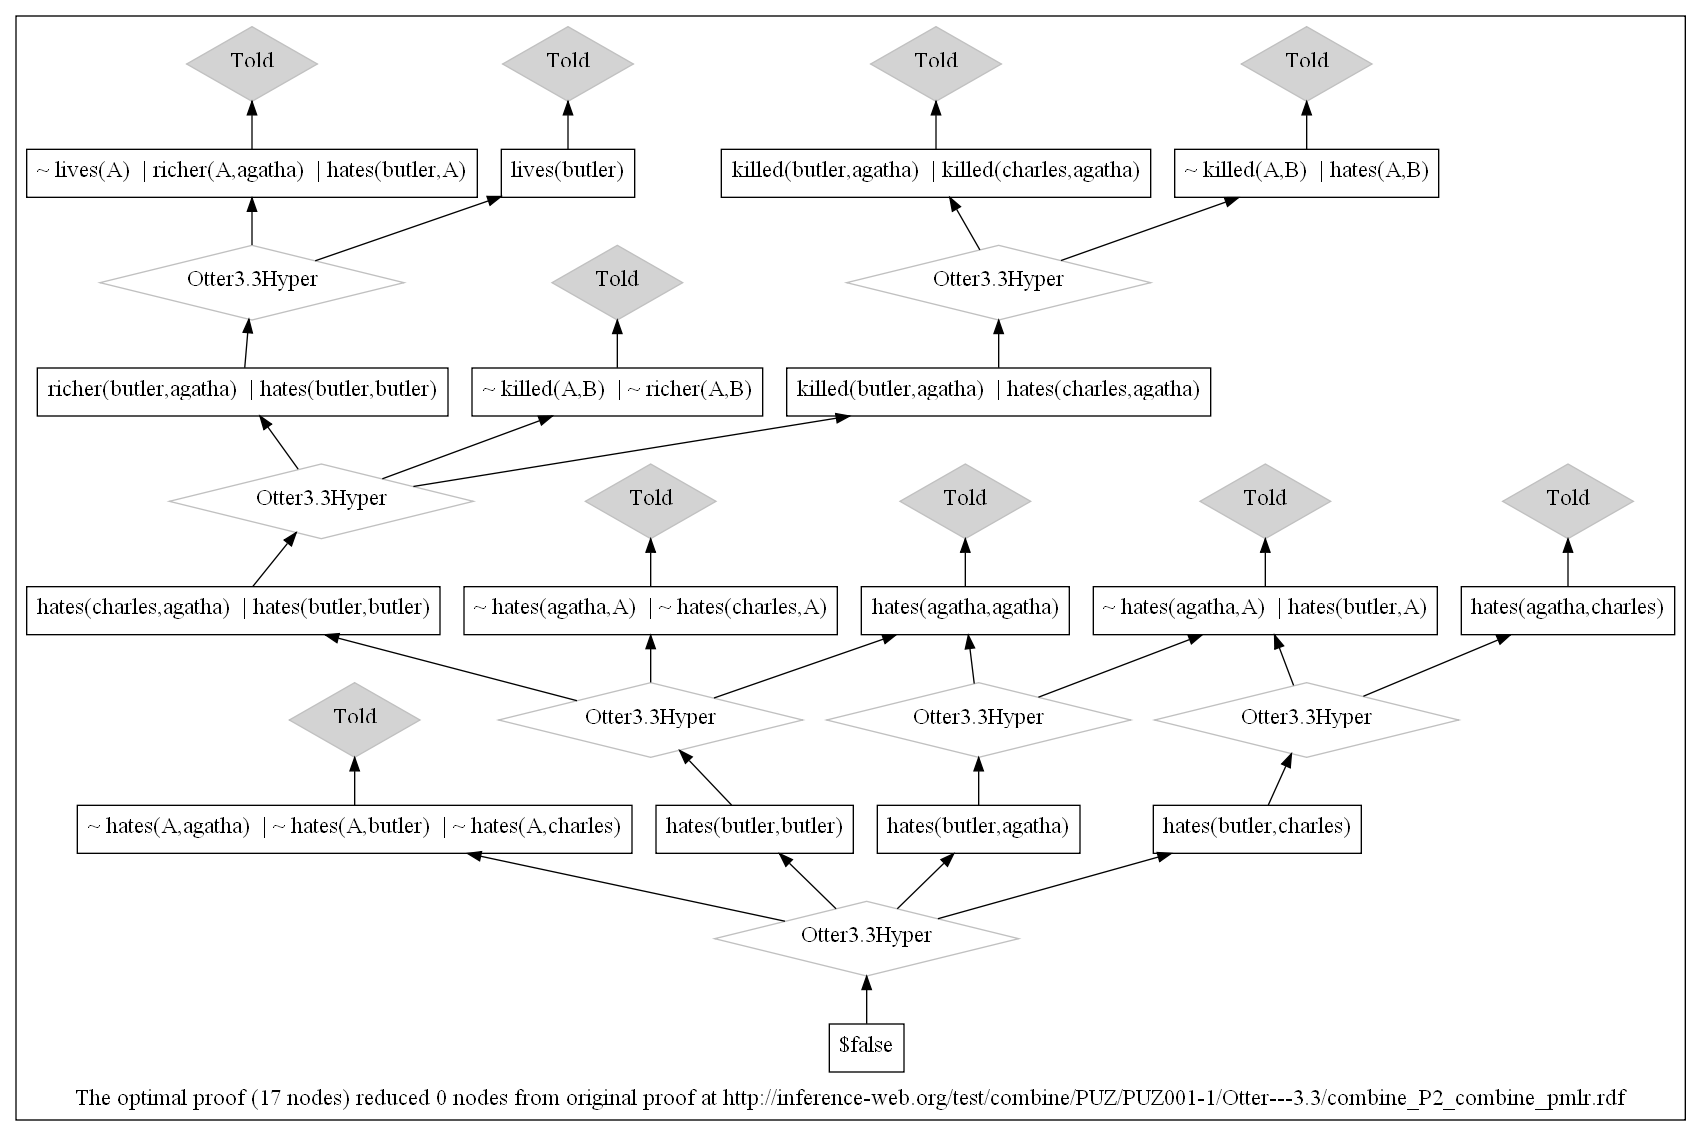 Told
Told
Told
Told
~ lives(A) | richer(A,agatha) | hates(butler,A)
lives(butler)
killed(butler,agatha) | killed(charles,agatha)
~ killed(A,B) | hates(A,B)
Otter3.3Hyper
Told
Otter3.3Hyper
richer(butler,agatha) | hates(butler,butler)
~ killed(A,B) | ~ richer(A,B)
killed(butler,agatha) | hates(charles,agatha)
Otter3.3Hyper
Told
Told
Told
Told
hates(charles,agatha) | hates(butler,butler)
~ hates(agatha,A) | ~ hates(charles,A)
hates(agatha,agatha)
~ hates(agatha,A) | hates(butler,A)
hates(agatha,charles)
Told
Otter3.3Hyper
Otter3.3Hyper
Otter3.3Hyper
~ hates(A,agatha) | ~ hates(A,butler) | ~ hates(A,charles)
hates(butler,butler)
hates(butler,agatha)
hates(butler,charles)
Otter3.3Hyper
$false
The optimal proof (17 nodes) reduced 0 nodes from original proof at http://inference-web.org/test/combine/PUZ/PUZ001-1/Otter---3.3/combine_P2_combine_pmlr.rdf